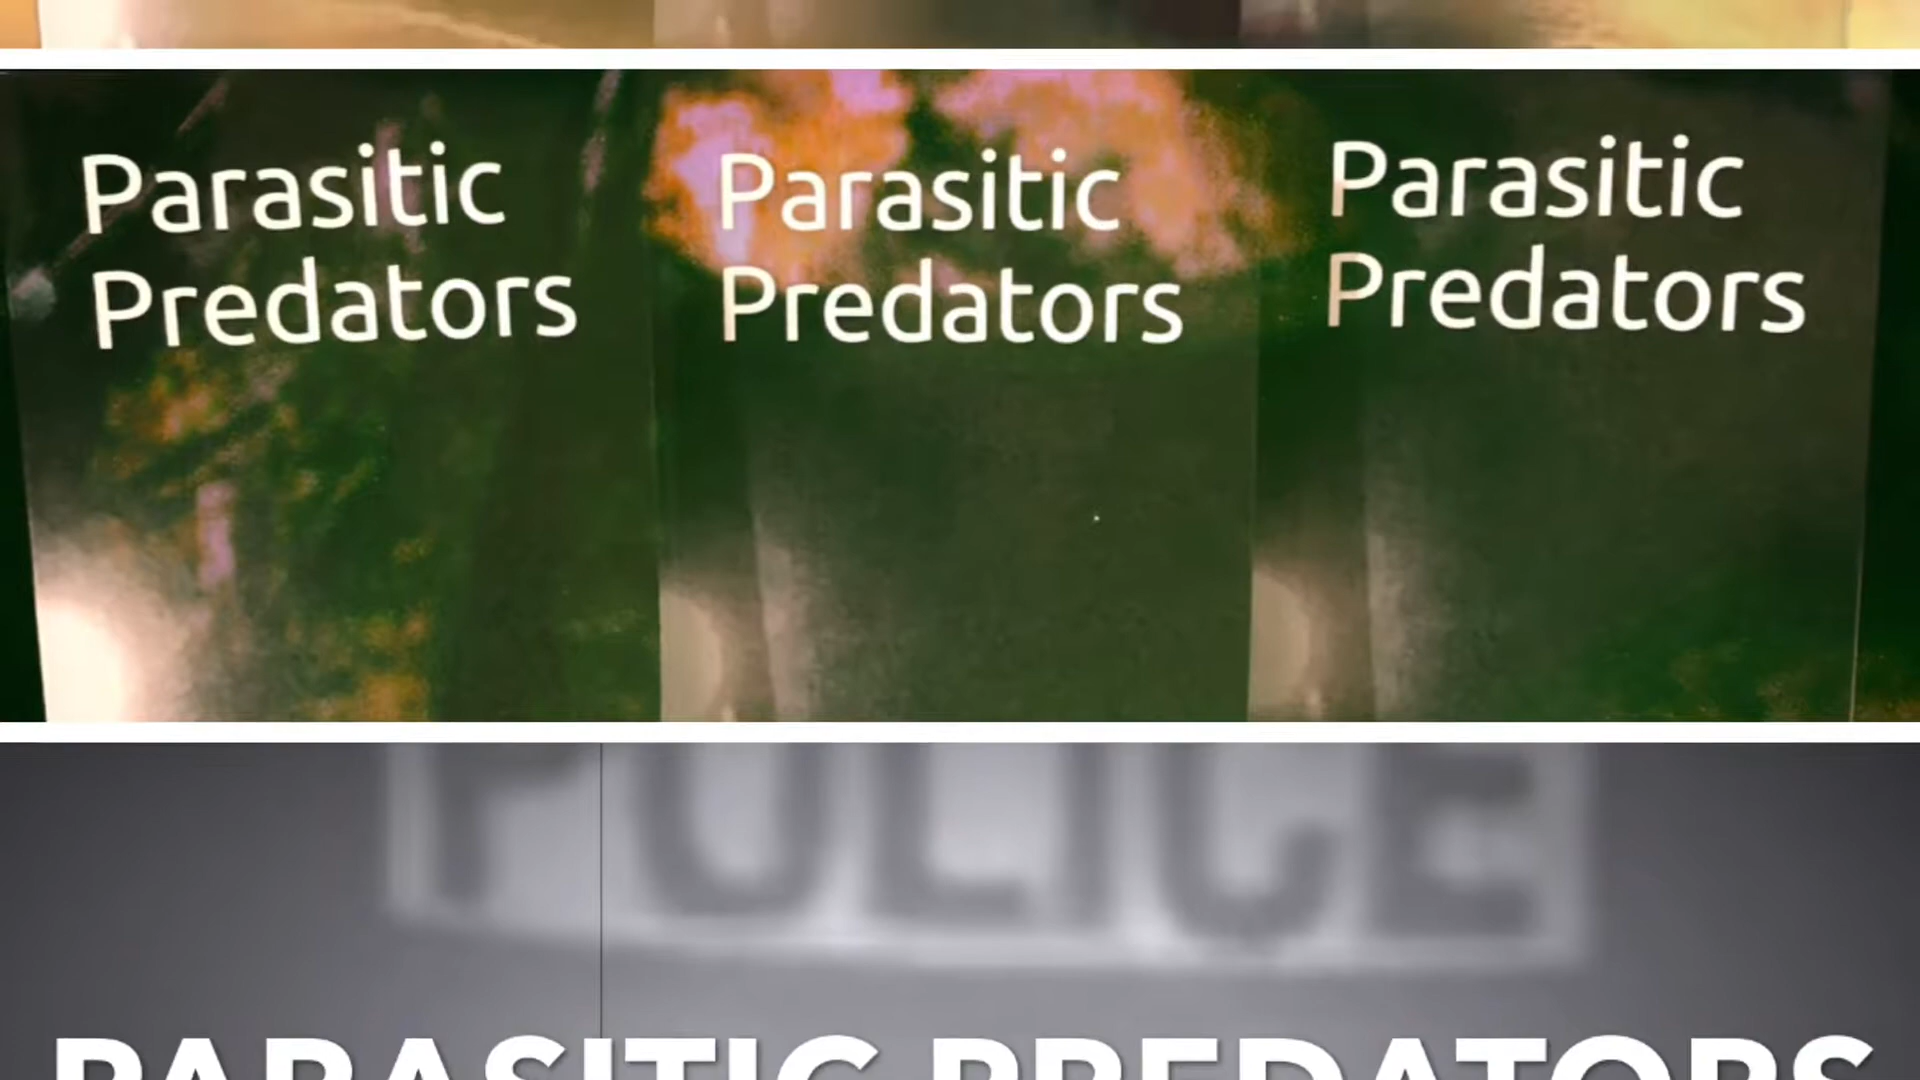 Parasitic
Predators
Parasitic
Predators
Parasitic
Predators
POLICE
PARASITIC PREDATORS